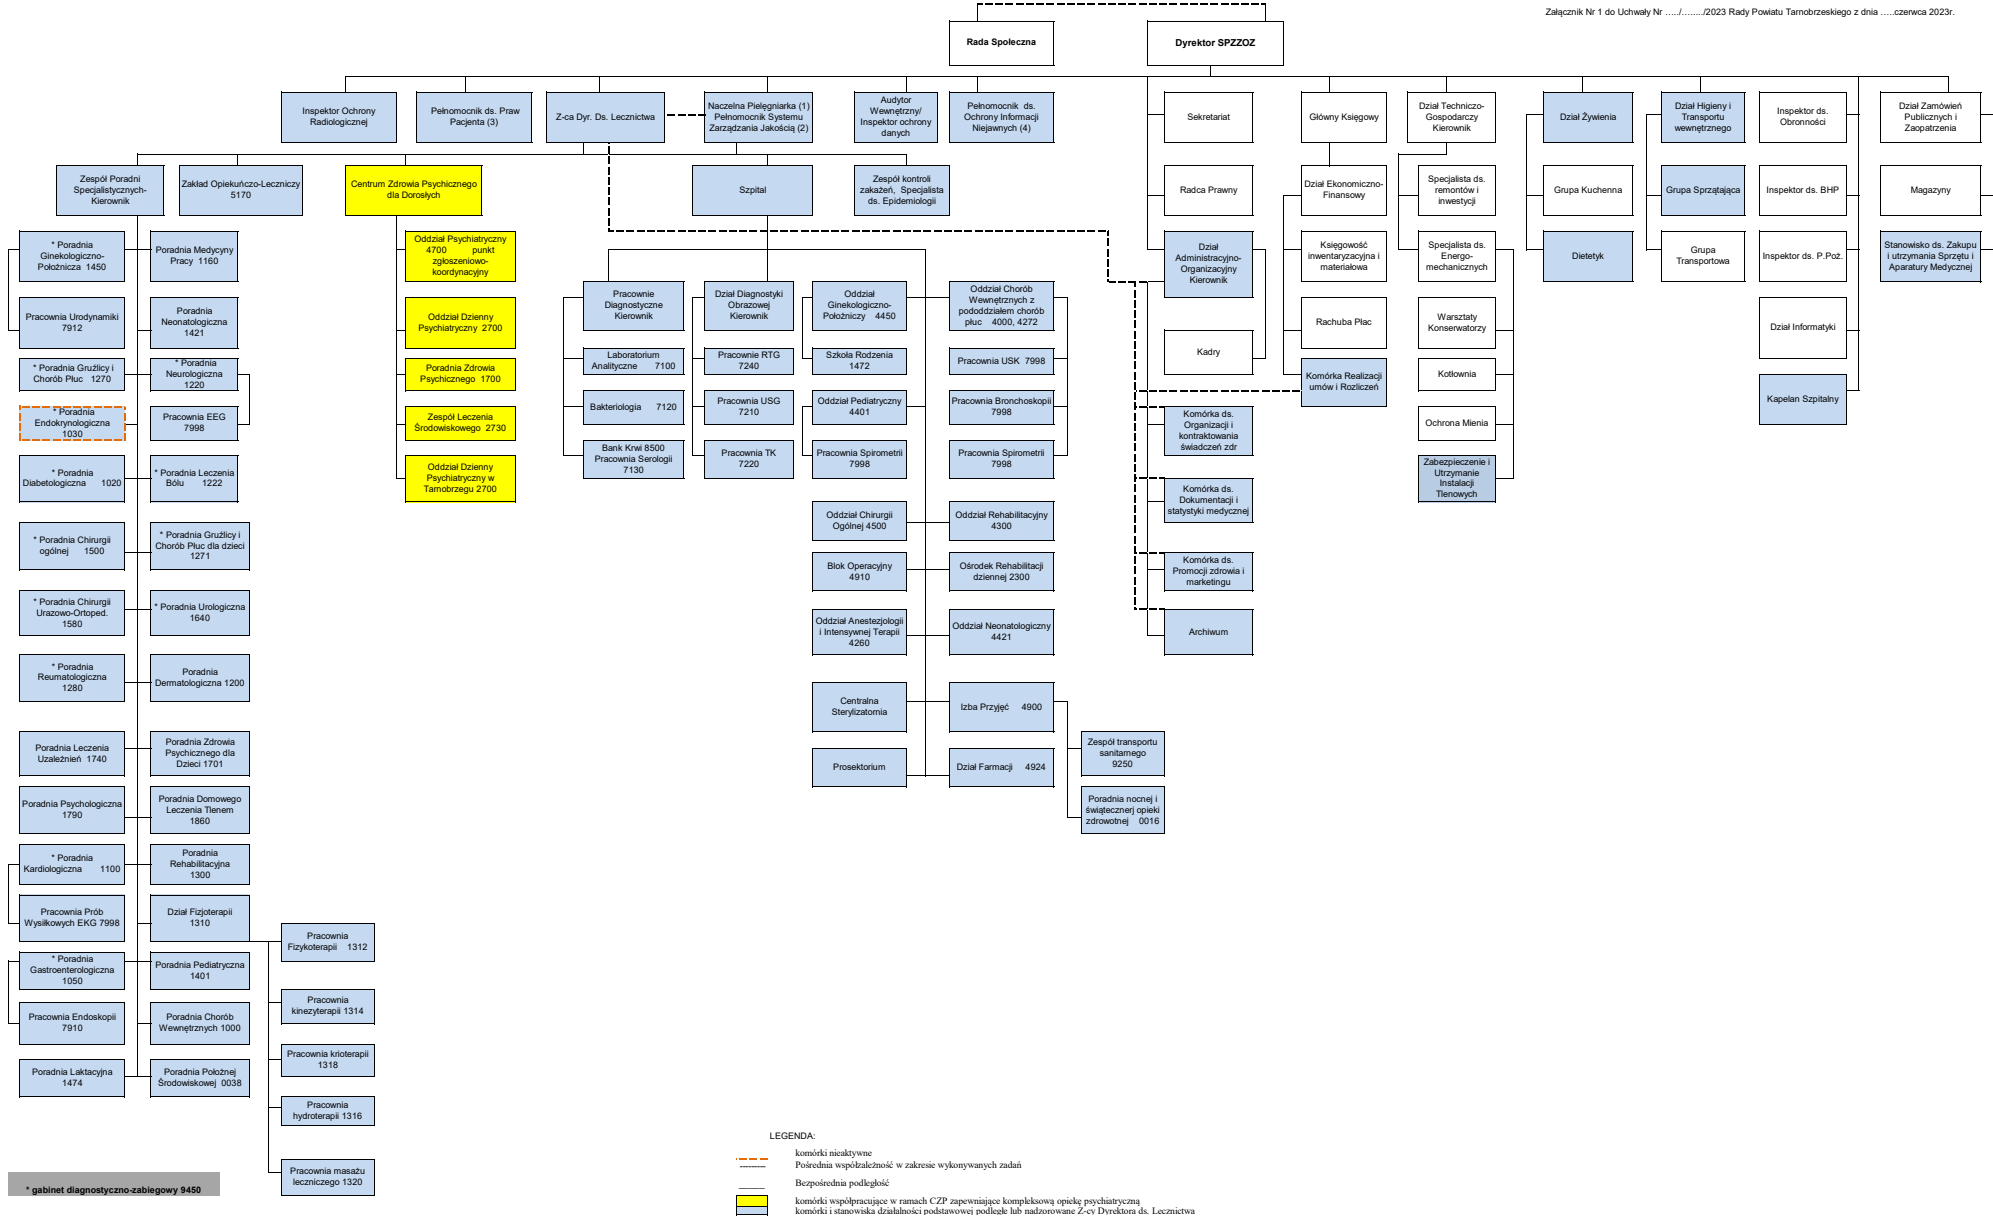 Załącznik Nr 1 do Uchwały Nr ...../......../2023 Rady Powiatu Tarnobrzeskiego z dnia .....czerwca 2023r.
Rada Społeczna
Dyrektor SPZZOZ
Inspektor Ochrony
Radiologicznej
Pełnomocnik ds. Praw
Pacjenta (3)
Z-ca Dyr. Ds. Lecznictwa
Naczelna Pielęgniarka (1)
Pełnomocnik Systemu
Zarządzania Jakością (2)
Audytor
Wewnętrzny/
Inspektor ochrony
danych
Pełnomocnik ds.
Ochrony Informacji
Niejawnych (4)
Sekretariat
Główny Księgowy
Dział Techniczo-
Gospodarczy
Kierownik
Dział Żywienia
Dział Higieny i
Transportu
wewnętrznego
Inspektor ds.
Obronności
Dział Zamówień
Publicznych i
Zaopatrzenia
Zespół Poradni
Specjalistycznych-
Kierownik
Zakład Opiekuńczo-Leczniczy
5170
Centrum Zdrowia Psychicznego
dla Dorosłych
Szpital
Zespół kontroli
zakażeń, Specjalista
ds. Epidemiologii
Radca Prawny
Dział Ekonomiczno-
Finansowy
Specjalista ds.
remontów i
inwestycji
Grupa Kuchenna
Grupa Sprzątająca
Inspektor ds. BHP
Magazyny
* Poradnia
Ginekologiczno-
Położnicza 1450
Poradnia Medycyny
Pracy 1160
Oddział Psychiatryczny
4700 punkt
zgłoszeniowo-
koordynacyjny
Dział
Administracyjno-
Organizacyjny
Kierownik
Księgowość
inwentaryzacyjna i
materiałowa
Specjalista ds.
Energo-
mechanicznych
Dietetyk
Grupa
Transportowa
Inspektor ds. P.Poż.
Stanowisko ds. Zakupu
i utrzymania Sprzętu i
Aparatury Medycznej
Pracownia Urodynamiki
7912
Poradnia
Neonatologiczna
1421
Oddział Dzienny
Psychiatryczny 2700
Pracownie
Diagnostyczne
Kierownik
Dział Diagnostyki
Obrazowej
Kierownik
Oddział
Ginekologiczno-
Położniczy 4450
Oddział Chorób
Wewnętrznych z
pododdziałem chorób
płuc 4000, 4272
Kadry
Rachuba Płac
Warsztaty
Konserwatorzy
Dział Informatyki
* Poradnia Gruźlicy i
Chorób Płuc 1270
* Poradnia
Neurologiczna
1220
Poradnia Zdrowia
Psychicznego 1700
Laboratorium
Analityczne 7100
Pracownie RTG
7240
Szkoła Rodzenia
1472
Pracownia USK 7998
Komórka Realizacji
umów i Rozliczeń
Kotłownia
Kapelan Szpitalny
* Poradnia
Endokrynologiczna
1030
Pracownia EEG
7998
Zespół Leczenia
Środowiskowego 2730
Bakteriologia 7120
Pracownia USG
7210
Oddział Pediatryczny
4401
Pracownia Bronchoskopii
7998
Komórka ds.
Organizacji i
kontraktowania
świadczeń zdr
Ochrona Mienia
* Poradnia
Diabetologiczna 1020
* Poradnia Leczenia
Bólu 1222
Oddział Dzienny
Psychiatryczny w
Tarnobrzegu 2700
Bank Krwi 8500
Pracownia Serologii
7130
Pracownia TK
7220
Pracownia Spirometrii
7998
Pracownia Spirometrii
7998
Komórka ds.
Dokumentacji i
statystyki medycznej
Zabezpieczenie i
Utrzymanie
Instalacji
Tlenowych
* Poradnia Chirurgii
ogólnej 1500
* Poradnia Gruźlicy i
Chorób Płuc dla dzieci
1271
Oddział Chirurgii
Ogólnej 4500
Oddział Rehabilitacyjny
4300
Komórka ds.
Promocji zdrowia i
marketingu
* Poradnia Chirurgii
Urazowo-Ortoped.
1580
* Poradnia Urologiczna
1640
Blok Operacyjny
4910
Ośrodek Rehabilitacji
dziennej 2300
Oddział Anestezjologii
i Intensywnej Terapii
4260
Oddział Neonatologiczny
4421
Archiwum
* Poradnia
Reumatologiczna
1280
Poradnia
Dermatologiczna 1200
Centralna
Sterylizatornia
Izba Przyjęć 4900
Poradnia Leczenia
Uzależnień 1740
Poradnia Zdrowia
Psychicznego dla
Dzieci 1701
Prosektorium
Dział Farmacji 4924
Zespół transportu
sanitarnego
9250
Poradnia Psychologiczna
1790
Poradnia Domowego
Leczenia Tlenem
1860
Poradnia nocnej i
świątecznerj opieki
zdrowotnej 0016
* Poradnia
Kardiologiczna 1100
Poradnia
Rehabilitacyjna
1300
Pracownia Prób
Wysiłkowych EKG 7998
Dział Fizjoterapii
1310
Pracownia
Fizykoterapii 1312
* Poradnia
Gastroenterologiczna
1050
Poradnia Pediatryczna
1401
Pracownia
kinezyterapii 1314
Pracownia Endoskopii
7910
Poradnia Chorób
Wewnętrznych 1000
Pracownia krioterapii
1318
Poradnia Laktacyjna
1474
Poradnia Położnej
Środowiskowej 0038
Pracownia
hydroterapii 1316
Pracownia masażu
leczniczego 1320
* gabinet diagnostyczno-zabiegowy 9450
LEGENDA:
komórki nieaktywne
Pośrednia współzależność w zakresie wykonywanych zadań
Bezpośrednia podległość
komórki współpracujące w ramach CZP zapewniające kompleksową opiekę psychiatryczną
komórki i stanowiska działalności podstawowej podległe lub nadzorowane Z-cy Dyrektora ds. Lecznictwa